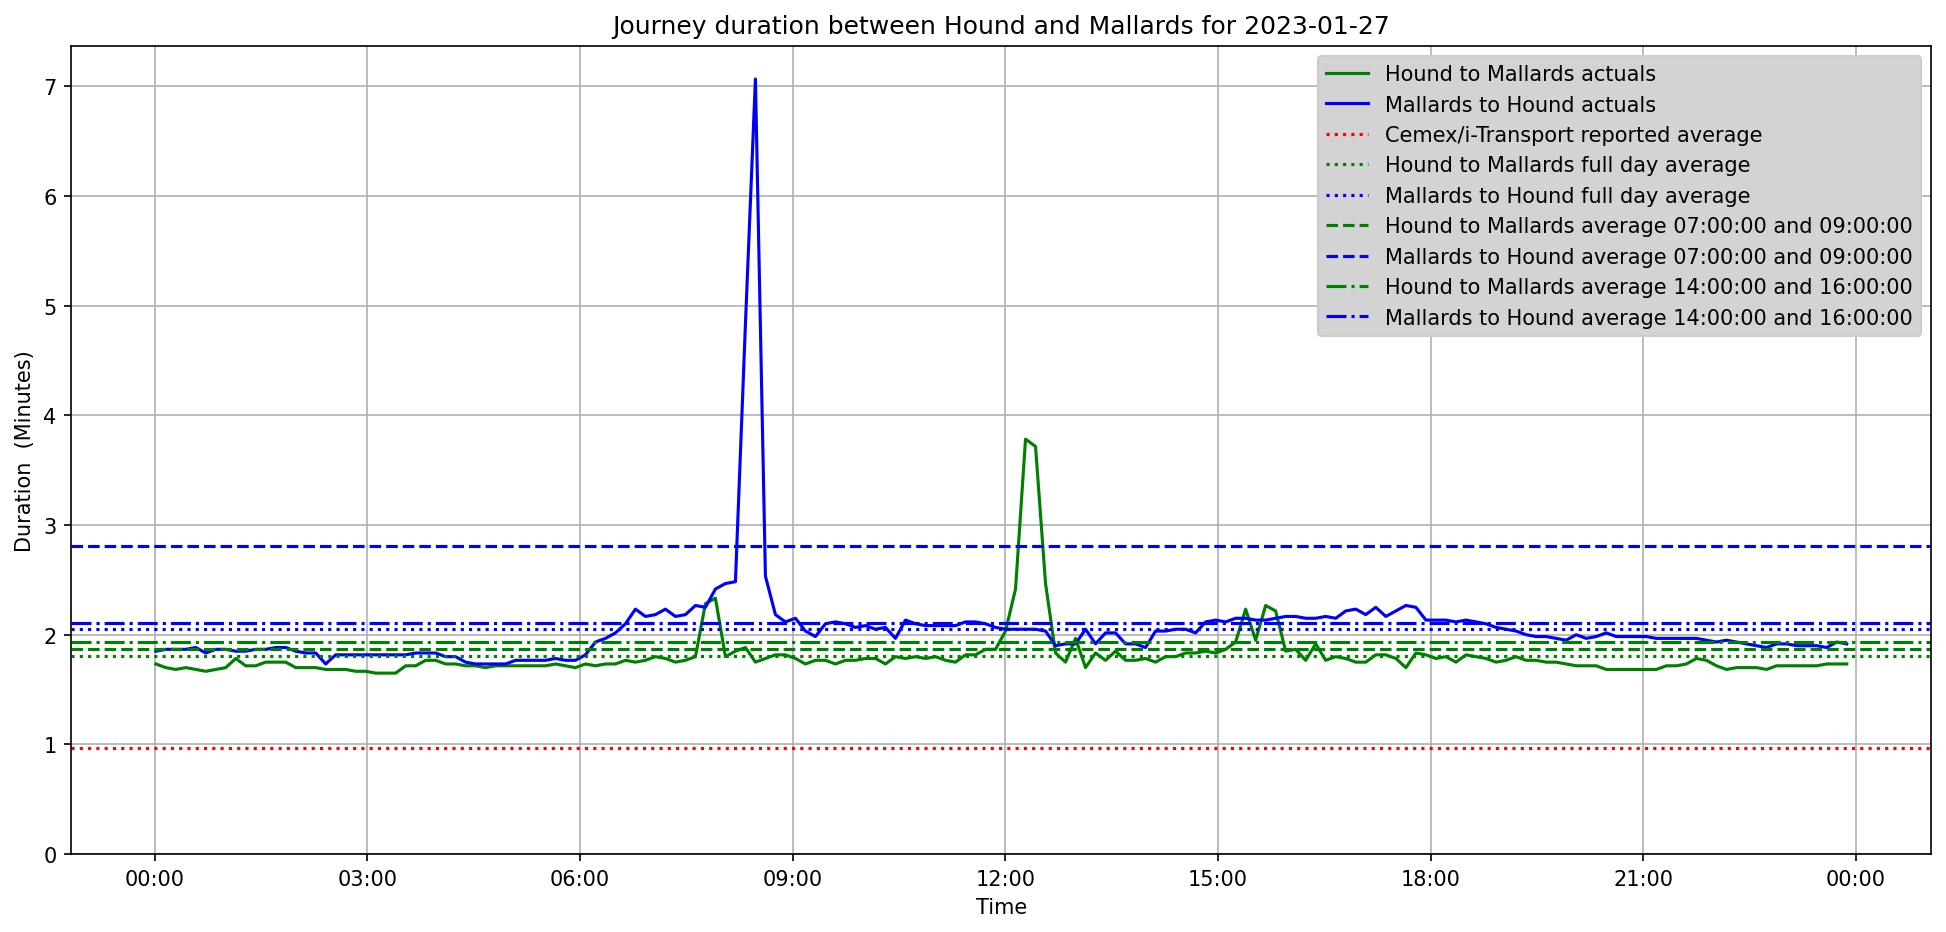 Journey duration between Hound and Mallards for 2023-01-27
Hound to Mallards actuals
Mallards to Hound actuals
Cemex/i-Transport reported average
Hound to Mallards full day average
Mallards to Hound full day average
Hound to Mallards average 07:00:00 and 09:00:00
Mallards to Hound average 07:00:00 and 09:00:00
Hound to Mallards average 14:00:00 and 16:00:00
Mallards to Hound average 14:00:00 and 16:00:00
Duration (Minutes)
7
6
5
4
3
2
1
0
00:00 03:00 06:00 09:00 12:00 15:00 18:00 21:00 00:00
Time